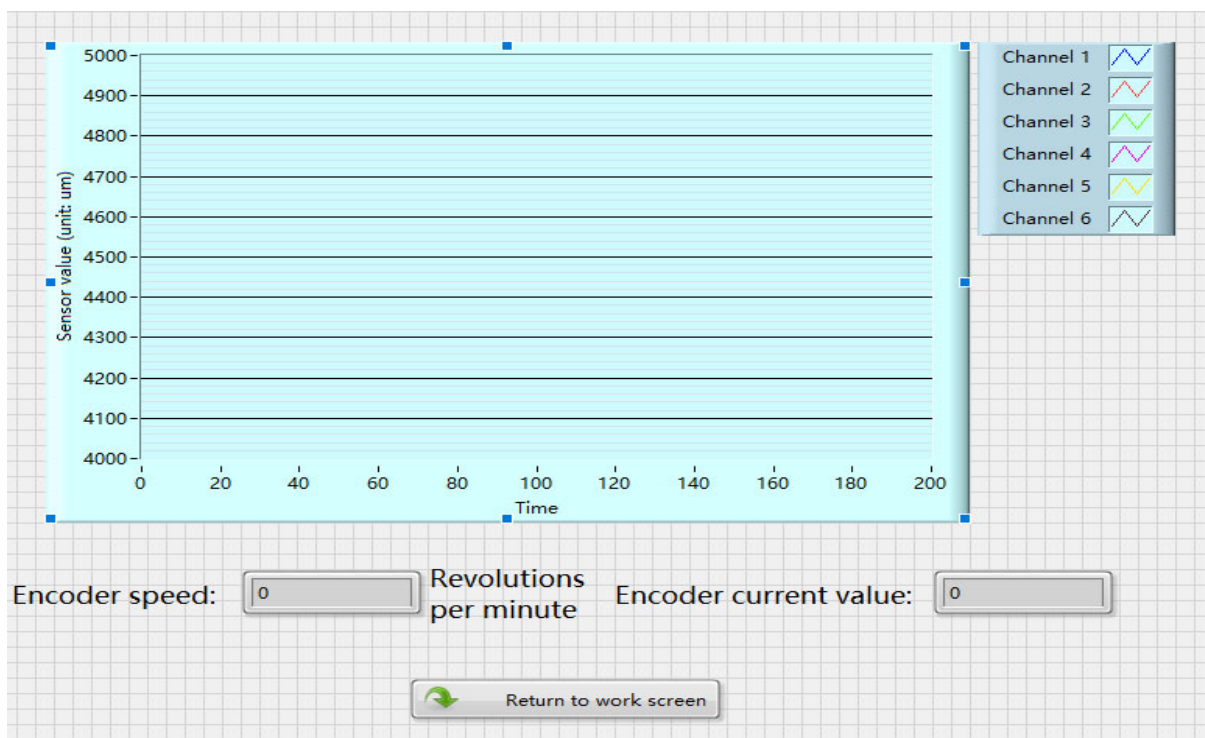 5000
4900
4800
4700
4600
4500
4400
4300
4200
4100
4000
Sensor value (unit: um)
0 20 40 60 80 100 120 140 160 180 200
Time
Channel 1
Channel 2
Channel 3
Channel 4
Channel 5
Channel 6
Encoder speed: 0 Revolutions
per minute
Encoder current value: 0
Return to work screen